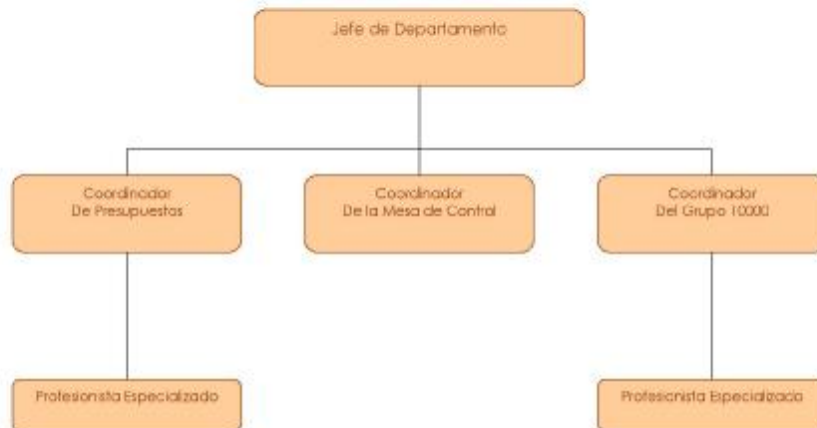 Jefe de Departamento
Coordinador
De Presupuestos
Coordinador
De la Mesa de Control
Coordinador
Del Grupo 10000
Profesionista Especializado
Profesionista Especializado